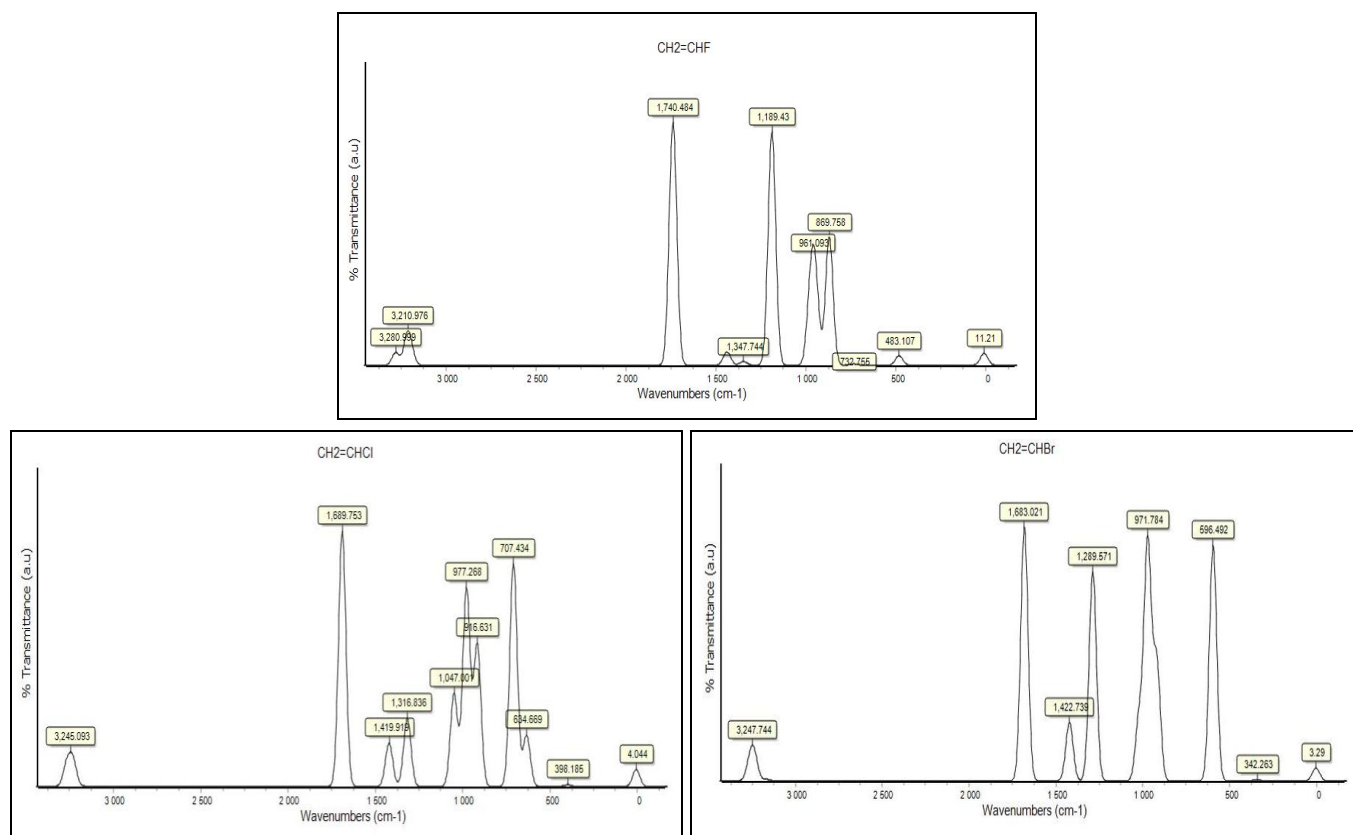 CH2=CHF
% Transmittance (a.u)
1,740.484
1,189.43
869.758
961.093
3,210.976
3,280.999
1,347.744
732.755
483.107
11.21
3 000 2 500 2 000 1 500 1 000 500 0
Wavenumbers (cm-1)
CH2=CHCl
% Transmittance (a.u)
1,689.753
707.434
977.268
916.631
1,047.001
1,316.836
634.669
3,245.093
1,419.919
398.185
4.044
3 000 2 500 2 000 1 500 1 000 500 0
Wavenumbers (cm-1)
CH2=CHBr
% Transmittance (a.u)
1,683.021
971.784
1,289.571
596.492
1,422.739
3,247.744
342.263
3.29
3 000 2 500 2 000 1 500 1 000 500 0
Wavenumbers (cm-1)